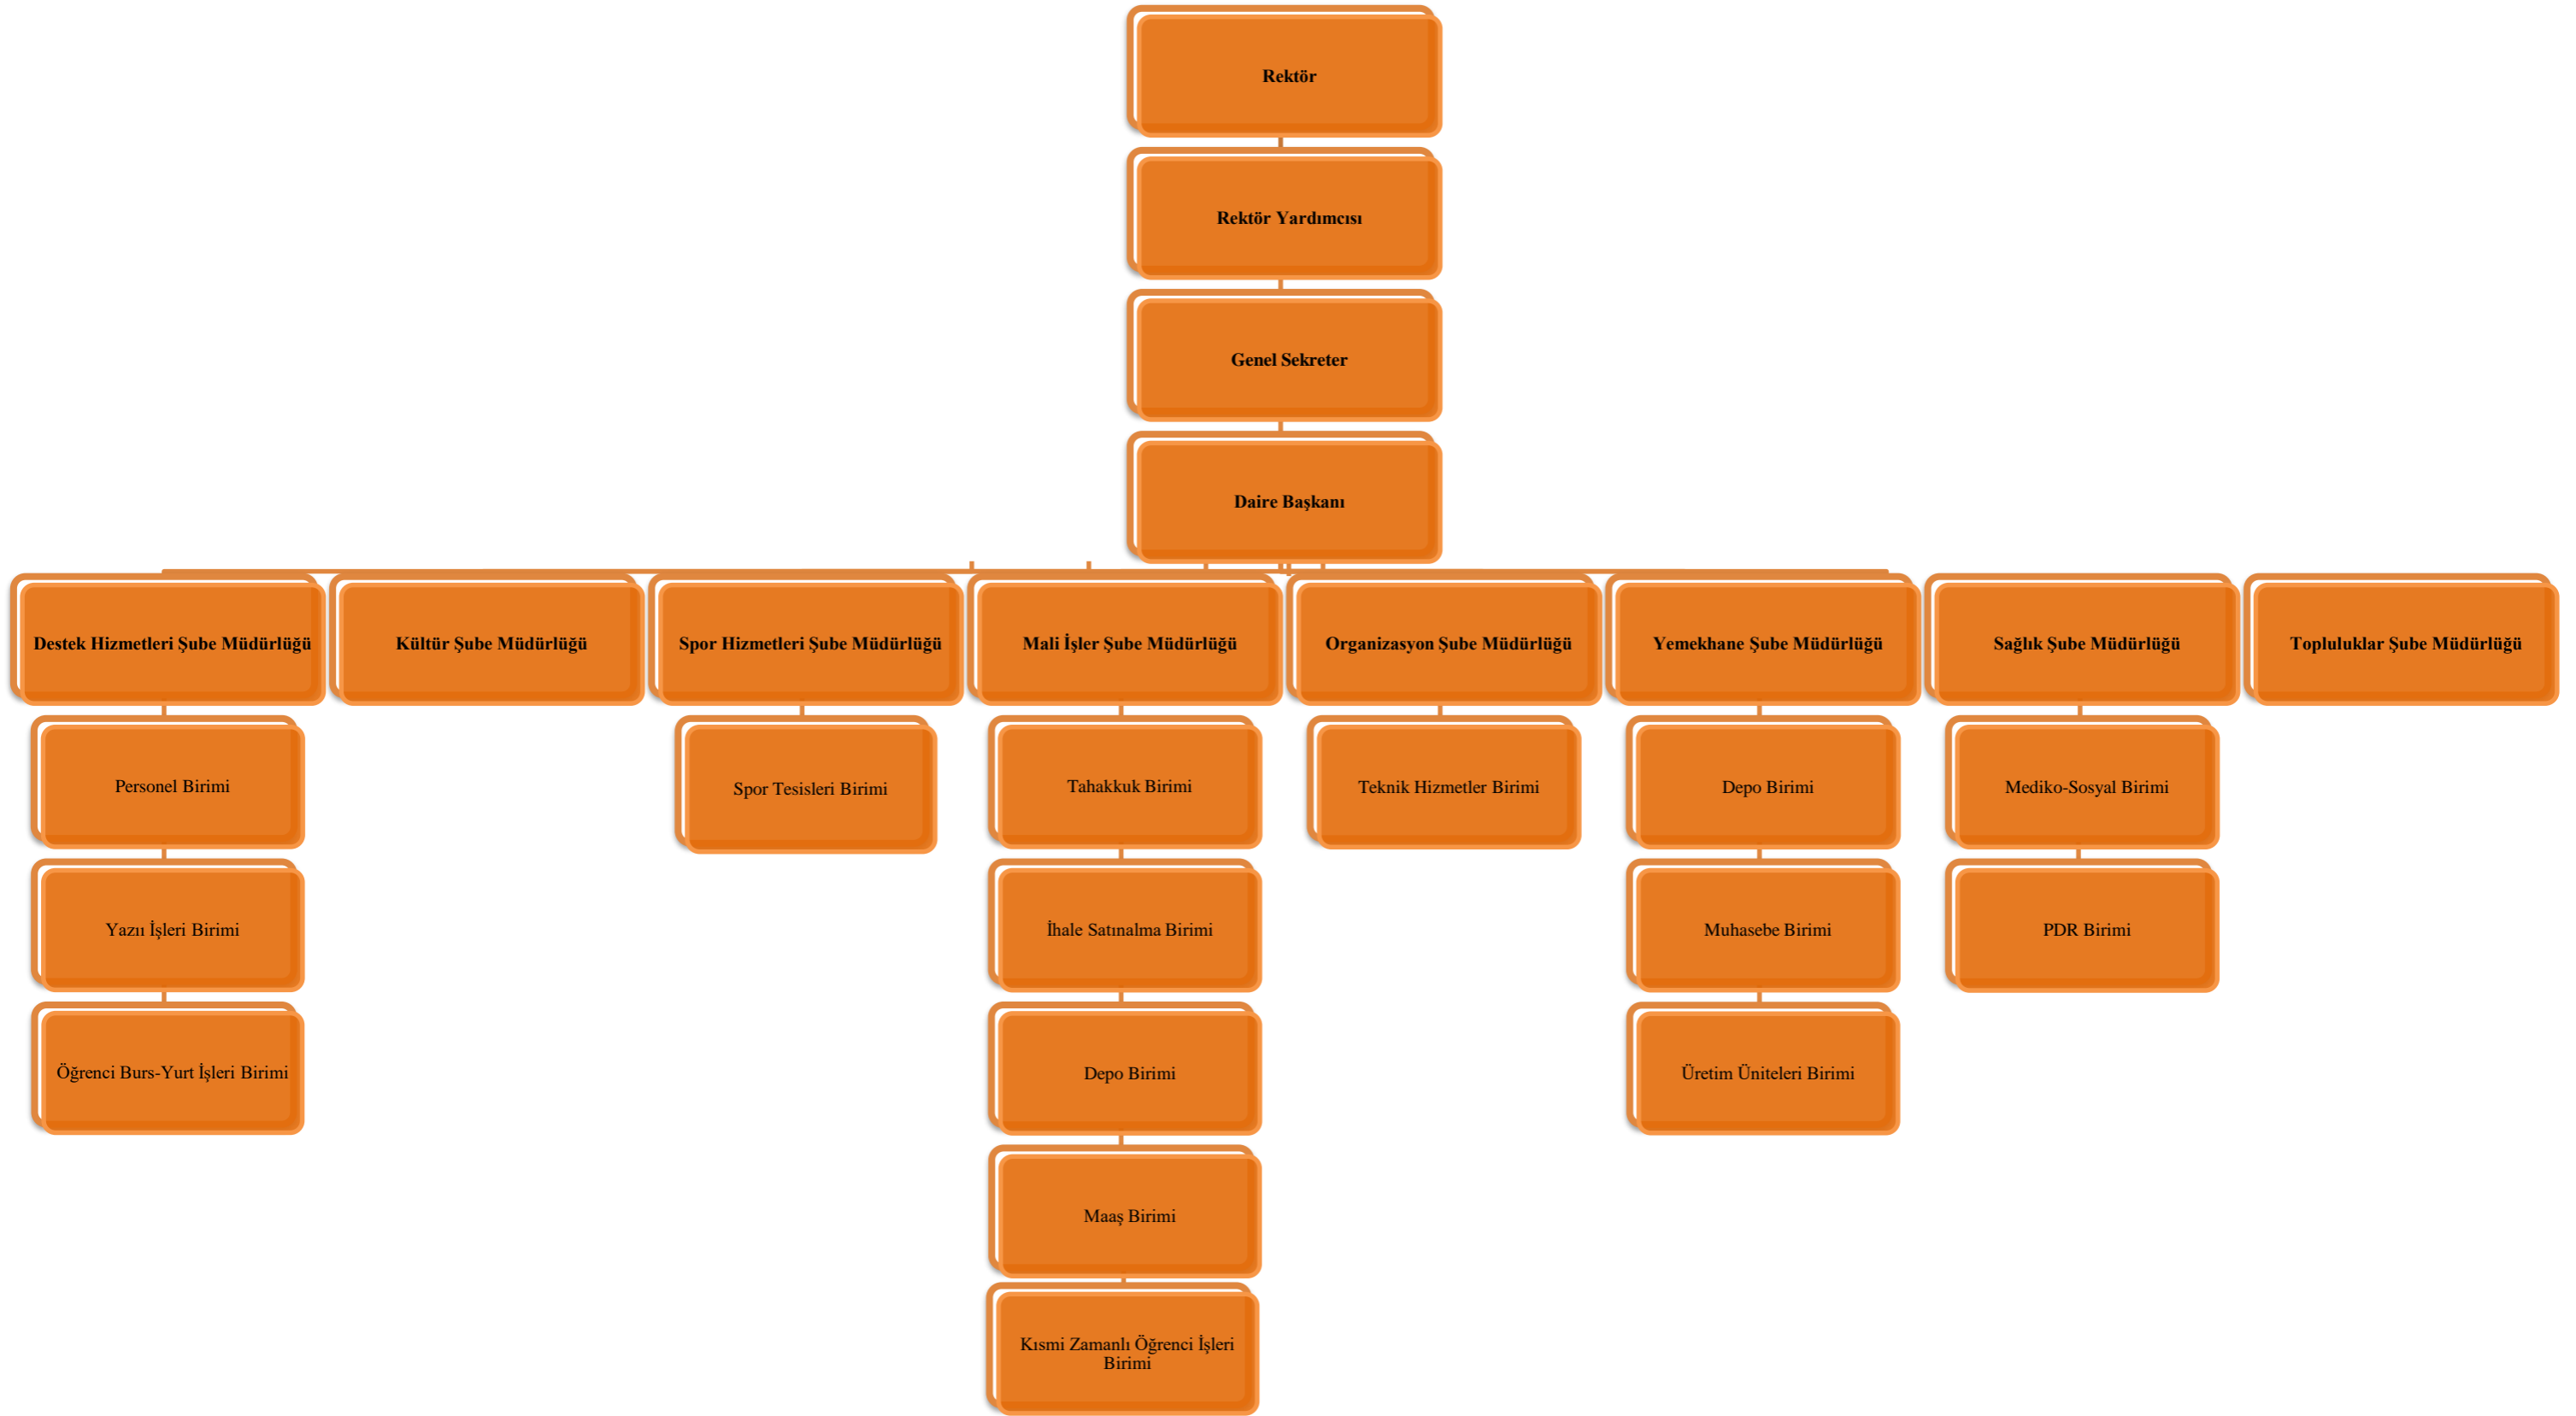 Rektör
Rektör Yardımcısı
Genel Sekreter
Daire Başkanı
Destek Hizmetleri Şube Müdürlüğü
Kültür Şube Müdürlüğü
Spor Hizmetleri Şube Müdürlüğü
Mali İşler Şube Müdürlüğü
Organizasyon Şube Müdürlüğü
Yemekhane Şube Müdürlüğü
Sağlık Şube Müdürlüğü
Topluluklar Şube Müdürlüğü
Personel Birimi
Spor Tesisleri Birimi
Tahakkuk Birimi
Teknik Hizmetler Birimi
Depo Birimi
Mediko-Sosyal Birimi
Yazıı İşleri Birimi
İhale Satınalma Birimi
Muhasebe Birimi
PDR Birimi
Öğrenci Burs-Yurt İşleri Birimi
Depo Birimi
Üretim Üniteleri Birimi
Maaş Birimi
Kısmi Zamanlı Öğrenci İşleri
Birimi